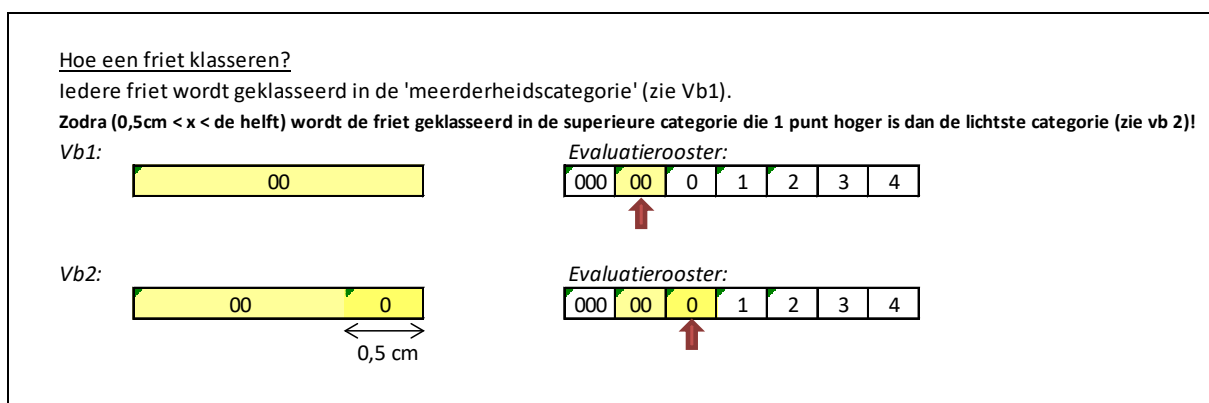 Hoe een friet klasseren?
Iedere friet wordt geklasseerd in de 'meerderheidscategorie' (zie Vb1).
Zodra (0,5cm < x < de helft) wordt de friet geklasseerd in de superieure categorie die 1 punt hoger is dan de lichtste categorie (zie vb 2)!
Vb1: Evaluatierooster:
00 000 00 0 1 2 3 4
Vb2: Evaluatierooster:
00 0 000 00 0 1 2 3 4
0,5 cm